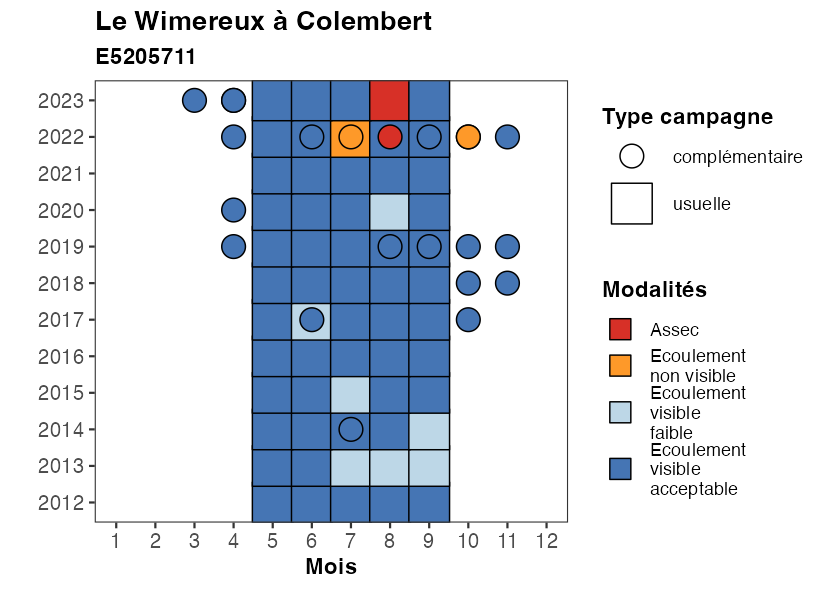 Le Wimereux à Colembert
E5205711
2023
2022
2021
2020
2019
2018
2017
2016
2015
2014
2013
2012
1 2 3 4 5 6 7 8 9 10 11 12
Mois
Type campagne
complémentaire
usuelle
Modalités
Assec
Ecoulement
non visible
Ecoulement
visible
faible
Ecoulement
visible
acceptable